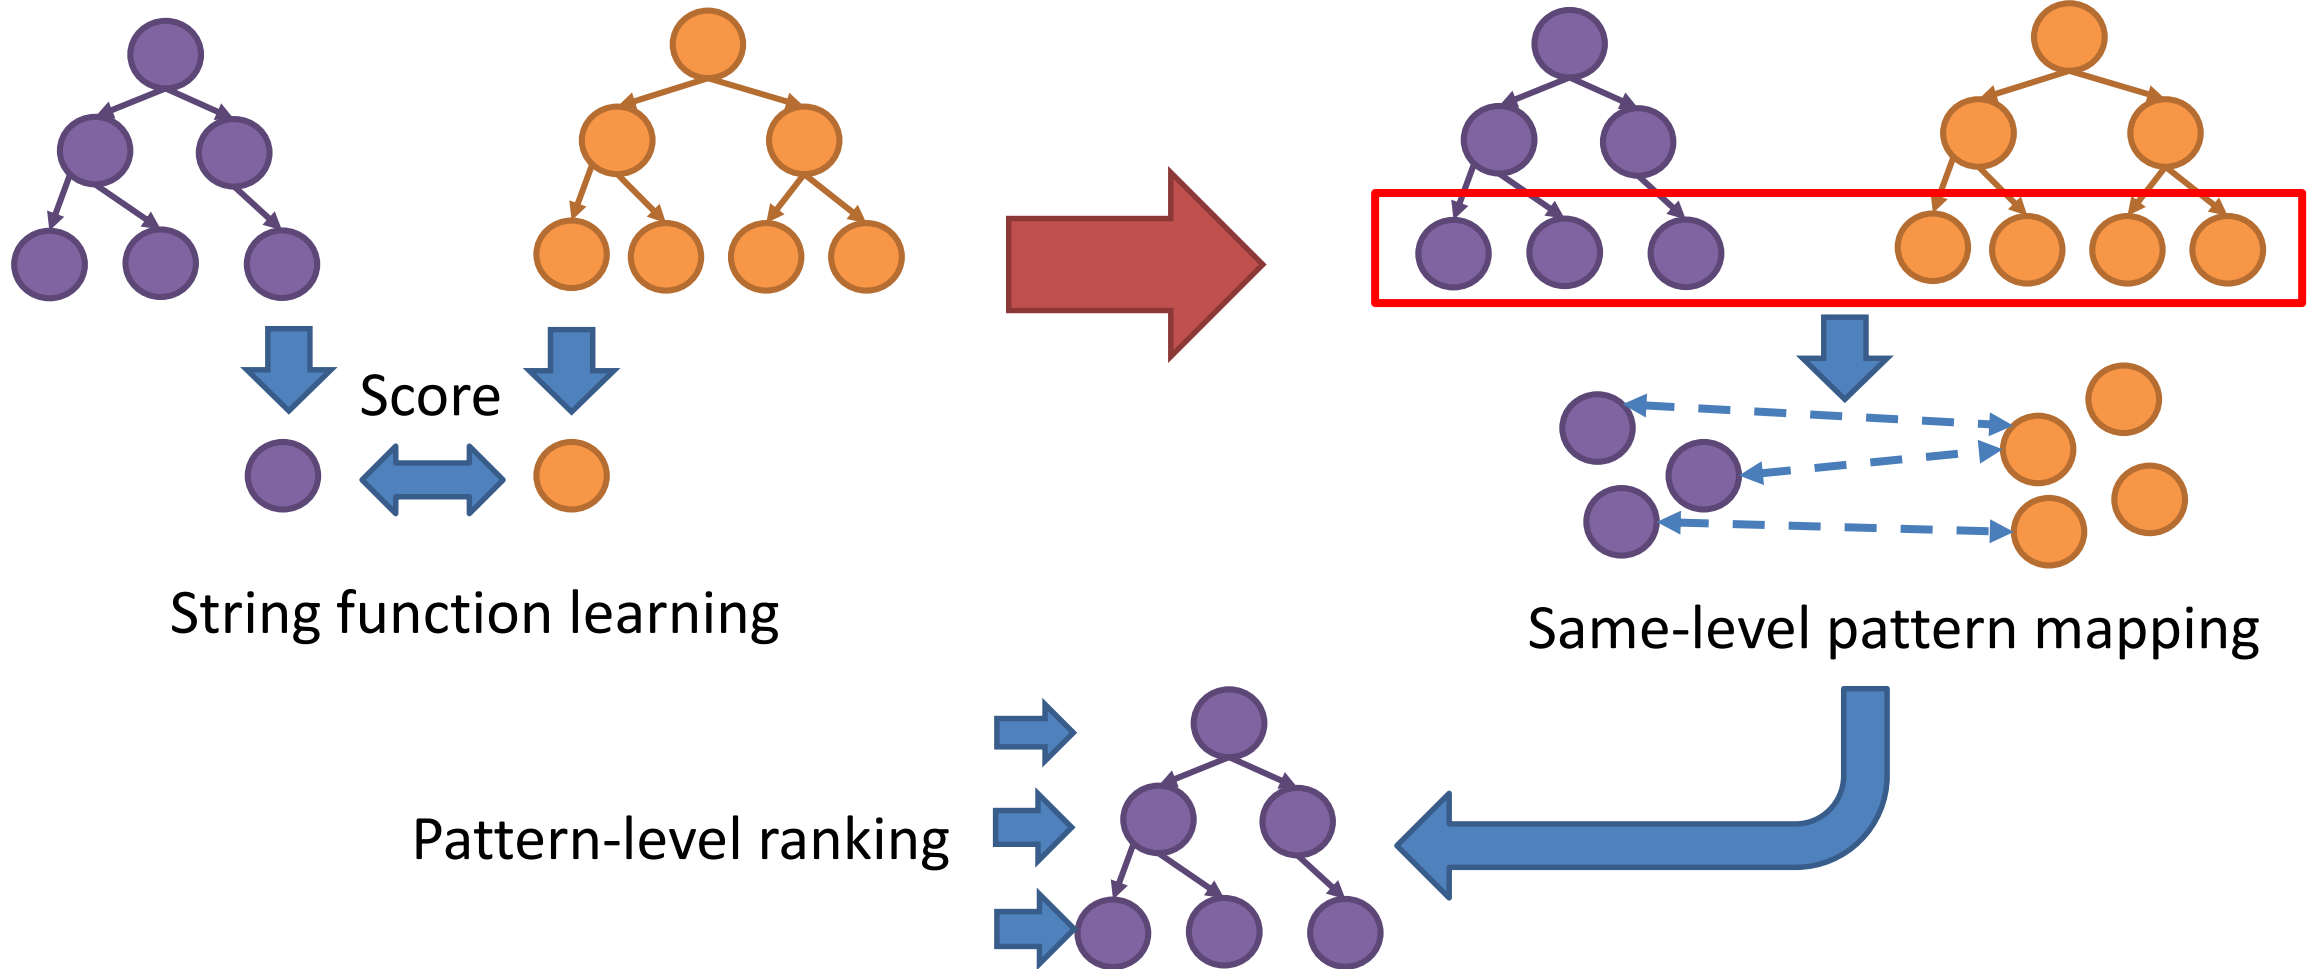 Score
String function learning
Same-level pattern mapping
Pattern-level ranking